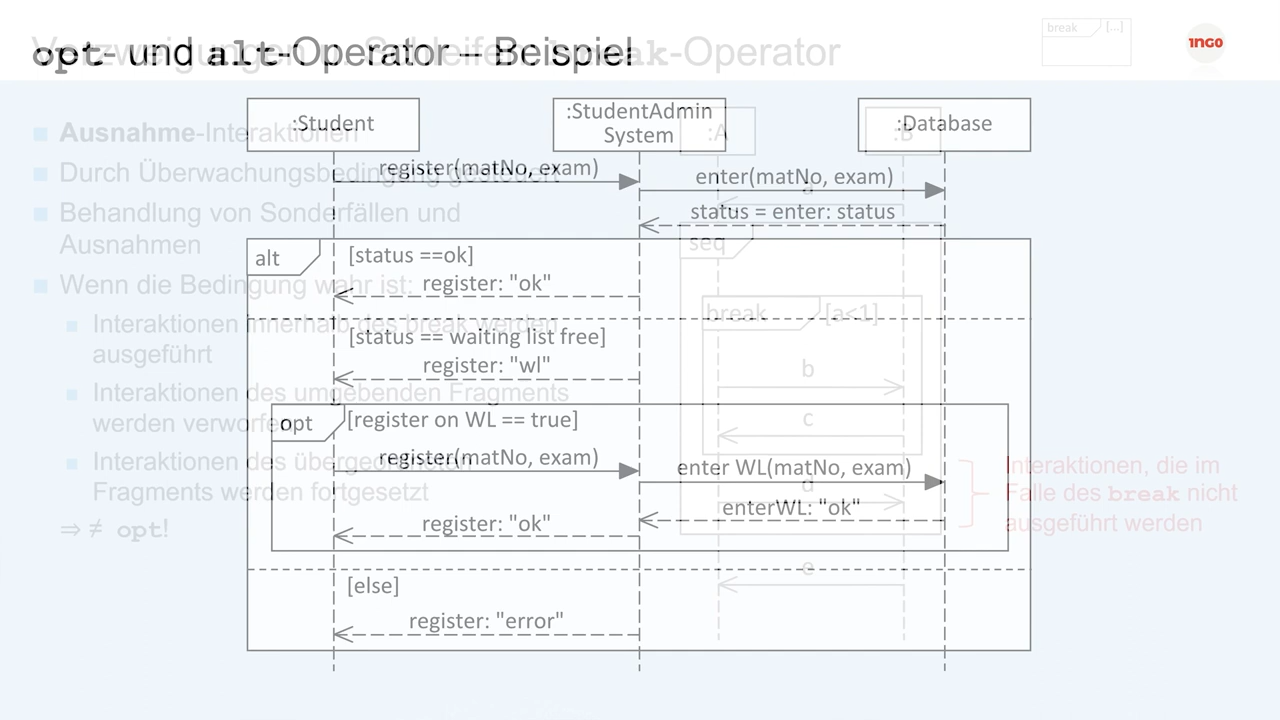 opt- und alt-Operator – Beispiel
Verzweigungen u. Schleifen: break-Operator
break [...]
1NGO
:Student
:StudentAdmin
System
:Database
:A
:B
Ausnahme-Interaktionen
Durch Überwachungsbedingung gesteuert
Behandlung von Sonderfällen und
Ausnahmen
Wenn die Bedingung wahr ist:
Interaktionen innerhalb des break werden
ausgeführt
Interaktionen des umgebenden Fragments
werden verworfen
Interaktionen des übergeordneten
Fragments werden fortgesetzt
⇒ ≠ opt!
register(matNo, exam)
enter(matNo, exam)
a
status = enter: status
alt
[status ==ok]
register: "ok"
seq
break
[a<1]
[status == waiting list free]
register: "wl"
b
opt
[register on WL == true]
c
register(matNo, exam)
enter WL(matNo, exam)
d
enterWL: "ok"
register: "ok"
Interaktionen, die im
Falle des break nicht
ausgeführt werden
e
[else]
register: "error"